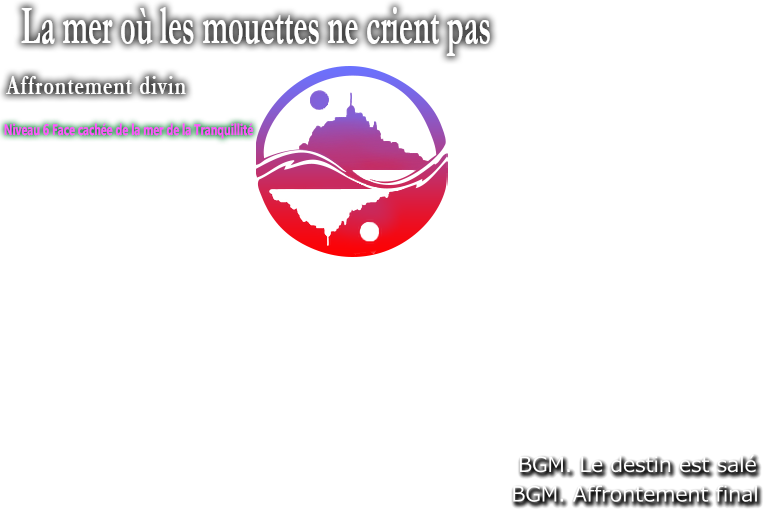 La mer où les mouettes ne crient pas
Affrontement divin
Niveau 6 Face cachée de la mer de la Tranquillité
BGM. Le destin est salé
BGM. Affrontement final